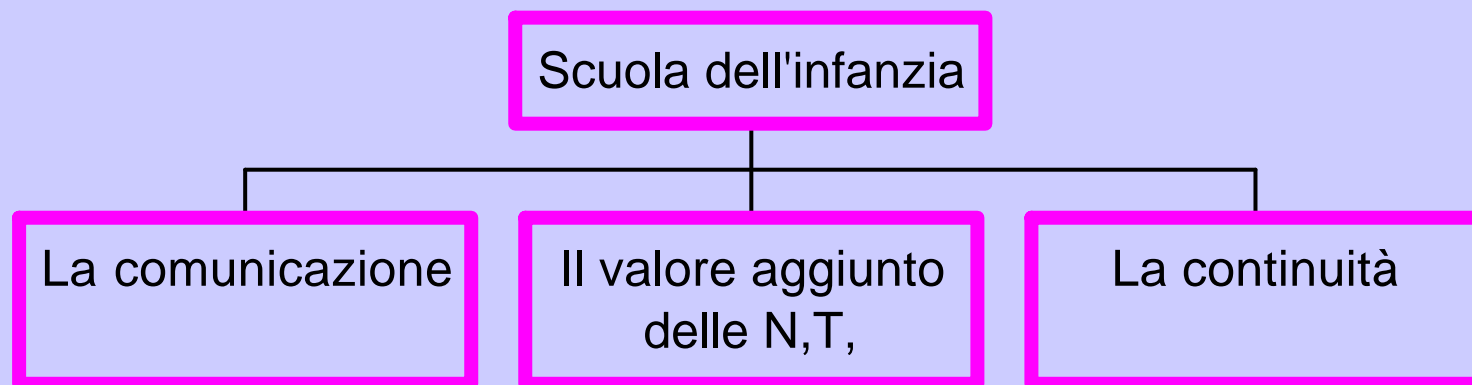 Scuola dell'infanzia
La comunicazione
Il valore aggiunto
delle N,T,
La continuità